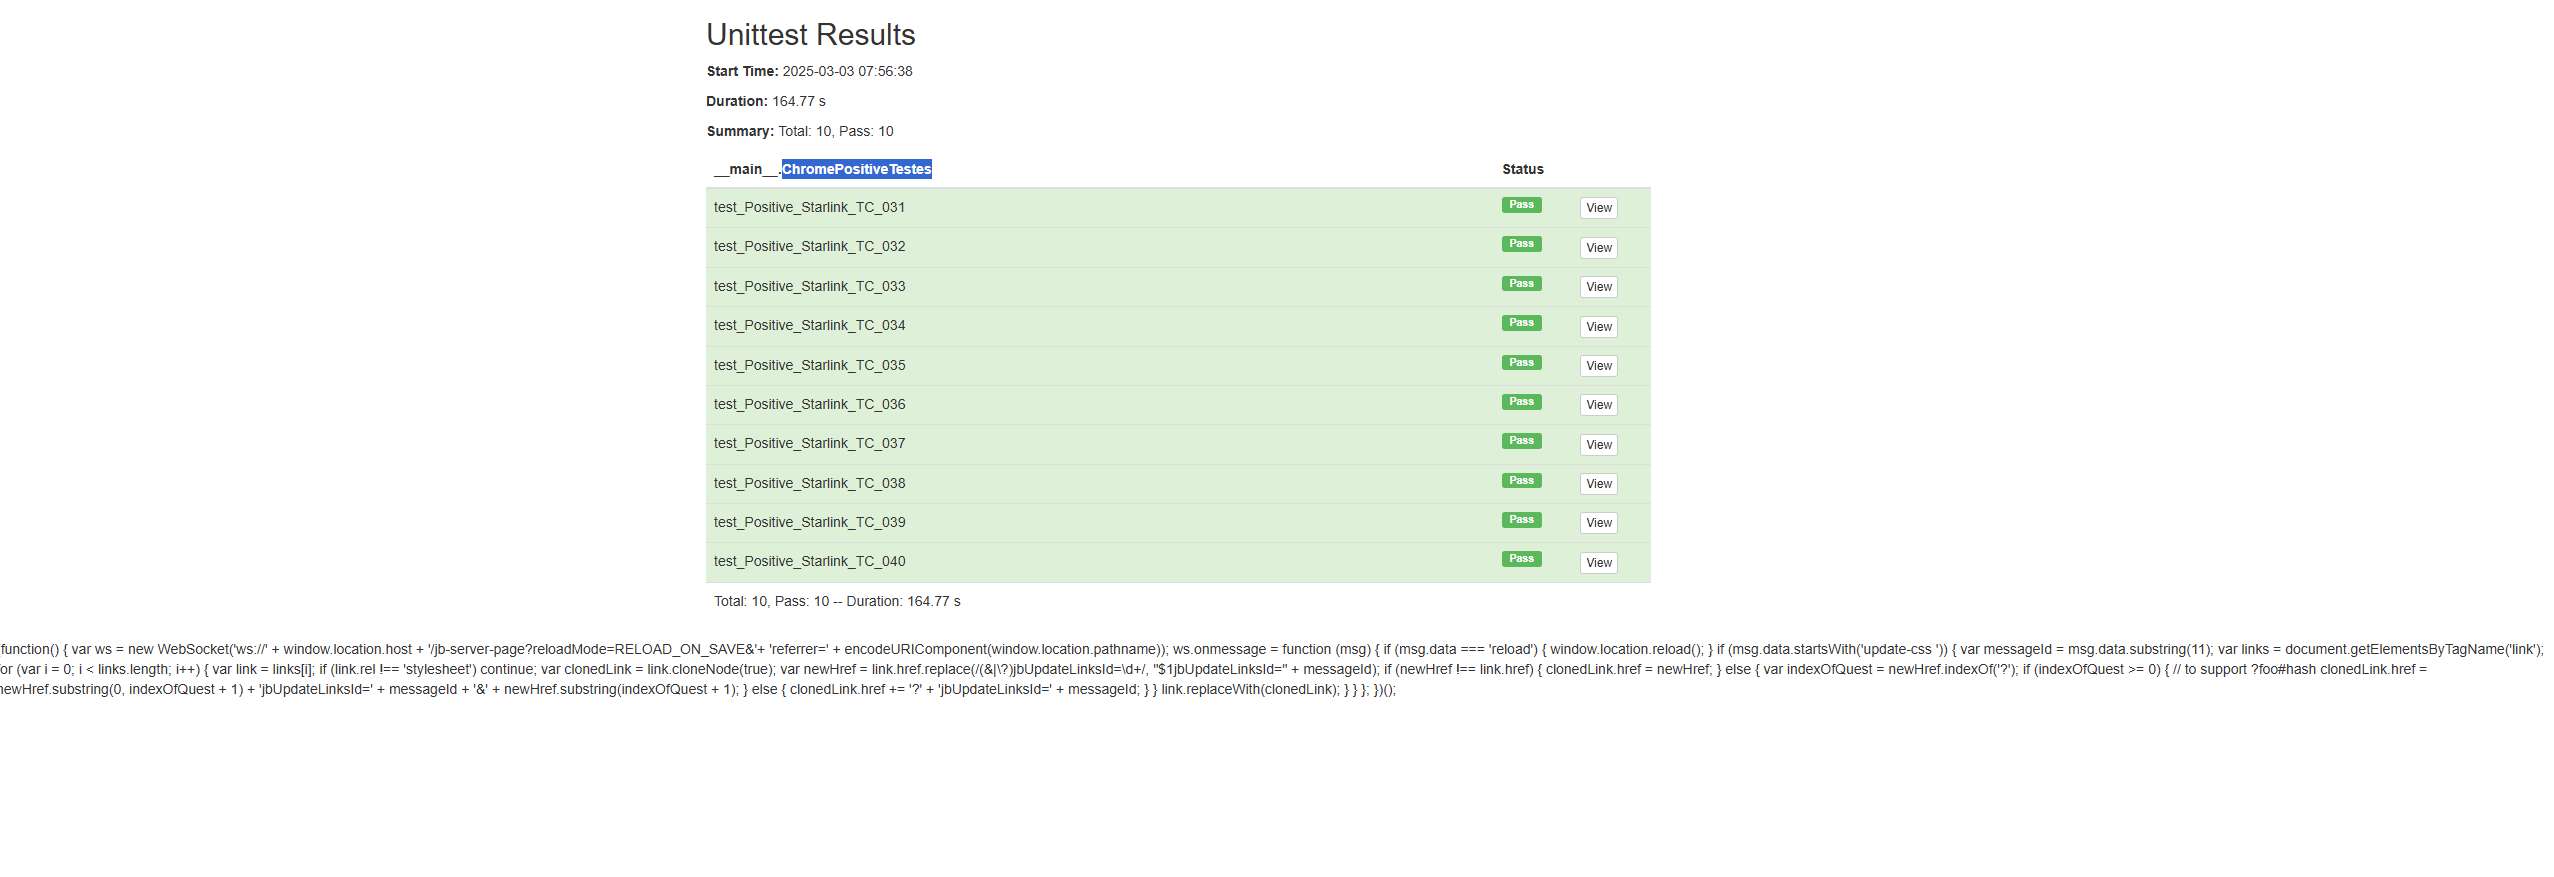 Unittest Results
Start Time: 2025-03-03 07:56:38
Duration: 164.77 s
Summary: Total: 10, Pass: 10
__main__.ChromePositiveTestes Status
test_Positive_Starlink_TC_031 Pass View
test_Positive_Starlink_TC_032 Pass View
test_Positive_Starlink_TC_033 Pass View
test_Positive_Starlink_TC_034 Pass View
test_Positive_Starlink_TC_035 Pass View
test_Positive_Starlink_TC_036 Pass View
test_Positive_Starlink_TC_037 Pass View
test_Positive_Starlink_TC_038 Pass View
test_Positive_Starlink_TC_039 Pass View
test_Positive_Starlink_TC_040 Pass View
Total: 10, Pass: 10 -- Duration: 164.77 s
function() { var ws = new WebSocket('ws://' + window.location.host + '/jb-server-page?reloadMode=RELOAD_ON_SAVE&'+ 'referrer=' + encodeURIComponent(window.location.pathname)); ws.onmessage = function (msg) { if (msg.data === 'reload') { window.location.reload(); } if (msg.data.startsWith('update-css ')) { var messageId = msg.data.substring(11); var links = document.getElementsByTagName('link');
or (var i = 0; i < links.length; i++) { var link = links[i]; if (link.rel !== 'stylesheet') continue; var clonedLink = link.cloneNode(true); var newHref = link.href.replace(/(&|\?)jbUpdateLinksId=\d+/, "$1jbUpdateLinksId=" + messageId); if (newHref !== link.href) { clonedLink.href = newHref; } else { var indexOfQuest = newHref.indexOf('?'); if (indexOfQuest >= 0) { // to support ?foo#hash clonedLink.href =
newHref.substring(0, indexOfQuest + 1) + 'jbUpdateLinksId=' + messageId + '&' + newHref.substring(indexOfQuest + 1); } else { clonedLink.href += '?' + 'jbUpdateLinksId=' + messageId; } } link.replaceWith(clonedLink); } } }; })();